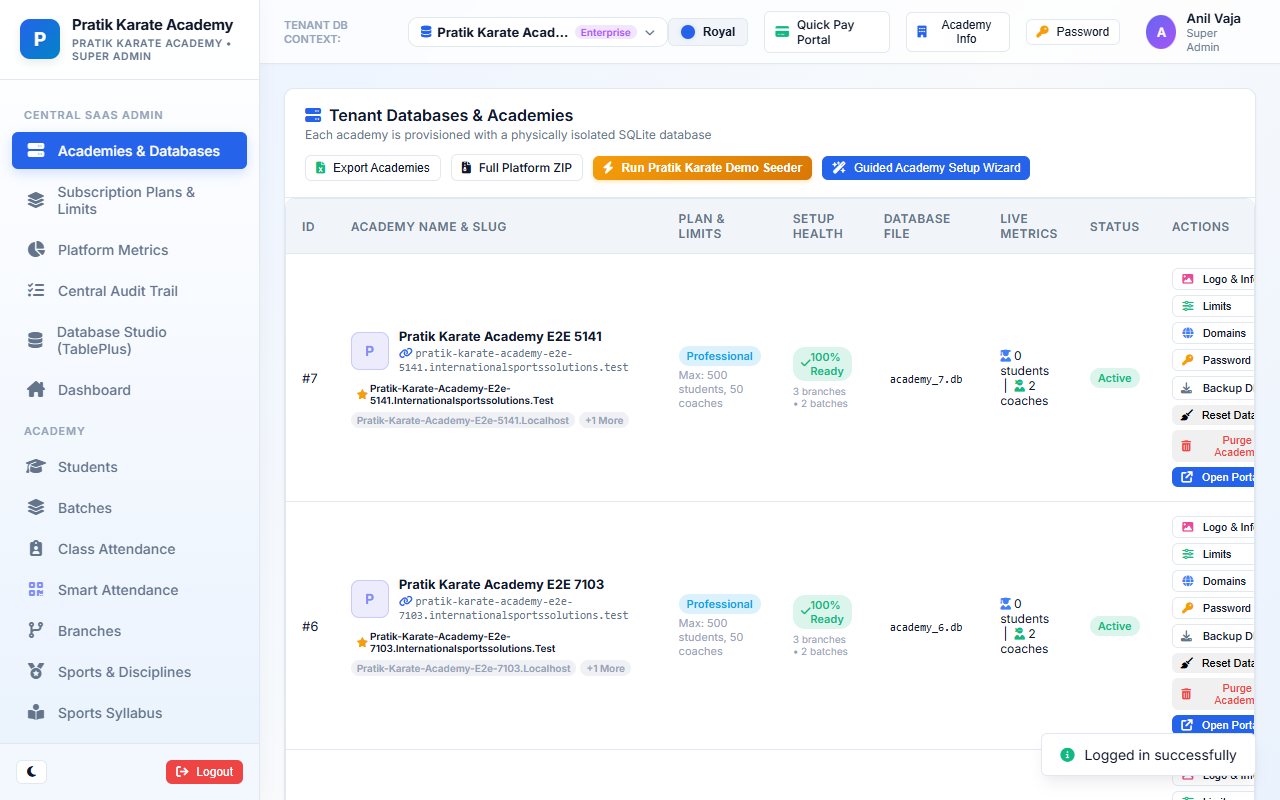 P
Pratik Karate Academy
PRATIK KARATE ACADEMY •
SUPER ADMIN
CENTRAL SAAS ADMIN
Academies & Databases
Subscription Plans &
Limits
Platform Metrics
Central Audit Trail
Database Studio
(TablePlus)
Dashboard
ACADEMY
Students
Batches
Class Attendance
Smart Attendance
Branches
Sports & Disciplines
Sports Syllabus
Logout
TENANT DB
CONTEXT:
Pratik Karate Acad... Enterprise
Royal
Quick Pay
Portal
Academy
Info
Password
A
Anil Vaja
Super
Admin
Tenant Databases & Academies
Each academy is provisioned with a physically isolated SQLite database
Export Academies
Full Platform ZIP
Run Pratik Karate Demo Seeder
Guided Academy Setup Wizard
ID
ACADEMY NAME & SLUG
PLAN &
LIMITS
SETUP
HEALTH
DATABASE
FILE
LIVE
METRICS
STATUS
ACTIONS
#7
P
Pratik Karate Academy E2E 5141
pratik-karate-academy-e2e-
5141.internationalsportssolutions.test
Pratik-Karate-Academy-E2e-
5141.Internationalsportssolutions.Test
Pratik-Karate-Academy-E2e-5141.Localhost
+1 More
Professional
Max: 500
students, 50
coaches
100%
Ready
3 branches
• 2 batches
academy_7.db
0
students
| 2
coaches
Active
Logo & Inf
Limits
Domains
Password
Backup D
Reset Data
Purge
Academ
Open Porta
#6
P
Pratik Karate Academy E2E 7103
pratik-karate-academy-e2e-
7103.internationalsportssolutions.test
Pratik-Karate-Academy-E2e-
7103.Internationalsportssolutions.Test
Pratik-Karate-Academy-E2e-7103.Localhost
+1 More
Professional
Max: 500
students, 50
coaches
100%
Ready
3 branches
• 2 batches
academy_6.db
0
students
| 2
coaches
Active
Logo & Inf
Limits
Domains
Password
Backup D
Reset Data
Purge
Academ
Open Porta
Logged in successfully